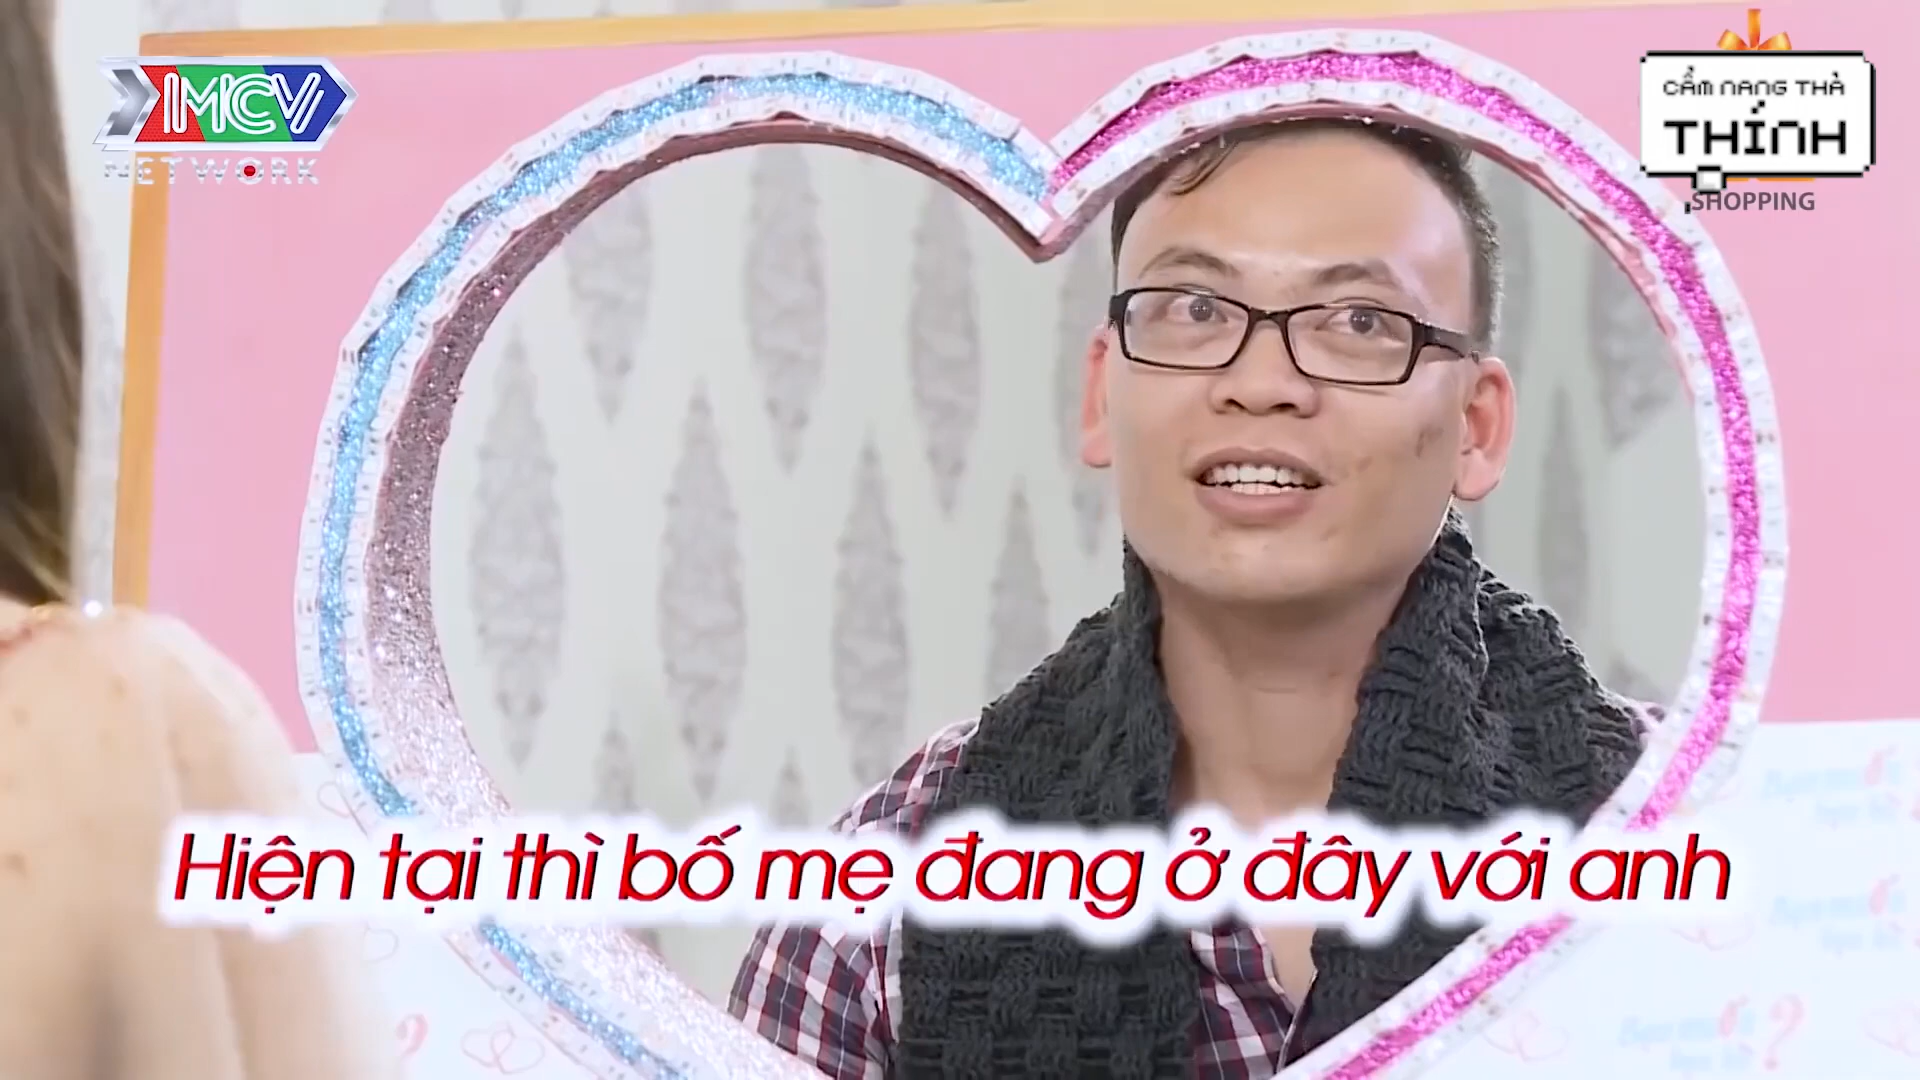 MCV
NETWORK
CẨM NANG THẢ
THÍNH
SHOPPING
Hiện tại thì bố mẹ đang ở đây với anh